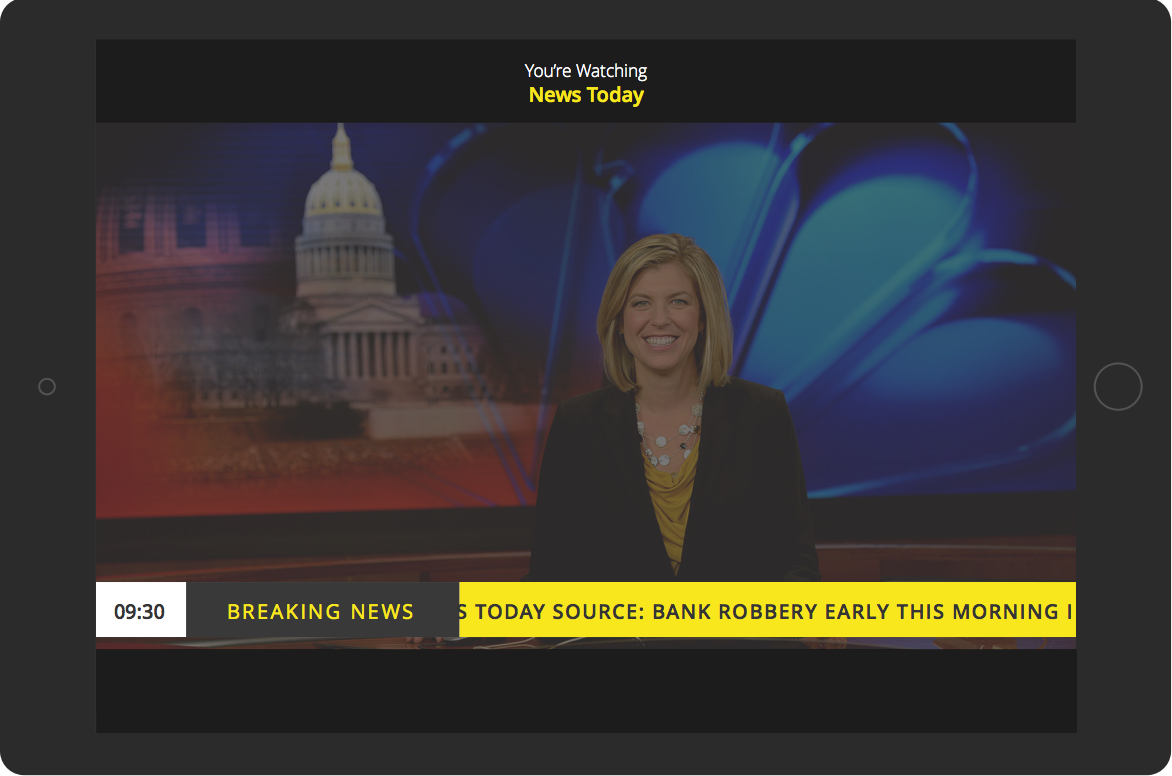 You're Watching
News Today
09:30
BREAKING NEWS
S TODAY SOURCE: BANK ROBBERY EARLY THIS MORNING I